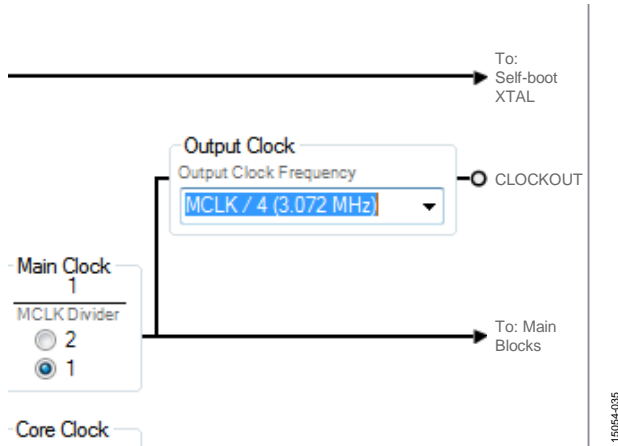 To:
Self-boot
XTAL
Output Clock
Output Clock Frequency
MCLK / 4 (3.072 MHz)
CLOCKOUT
Main Clock
1
MCLK Divider
2
1
To: Main
Blocks
Core Clock
15054-035